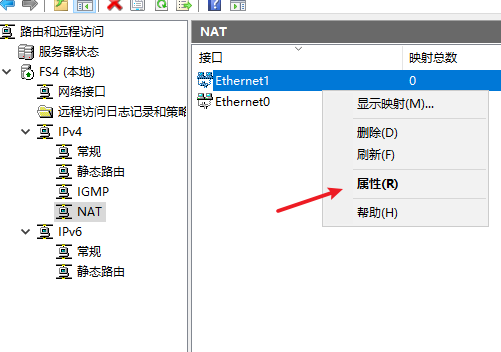 路由和远程访问
服务器状态
FS4 (本地)
网络接口
远程访问日志记录和策略
IPv4
常规
静态路由
IGMP
NAT
IPv6
常规
静态路由
NAT
接口 映射总数
Ethernet1 0
Ethernet0
显示映射(M)...
删除(D)
刷新(F)
属性(R)
帮助(H)